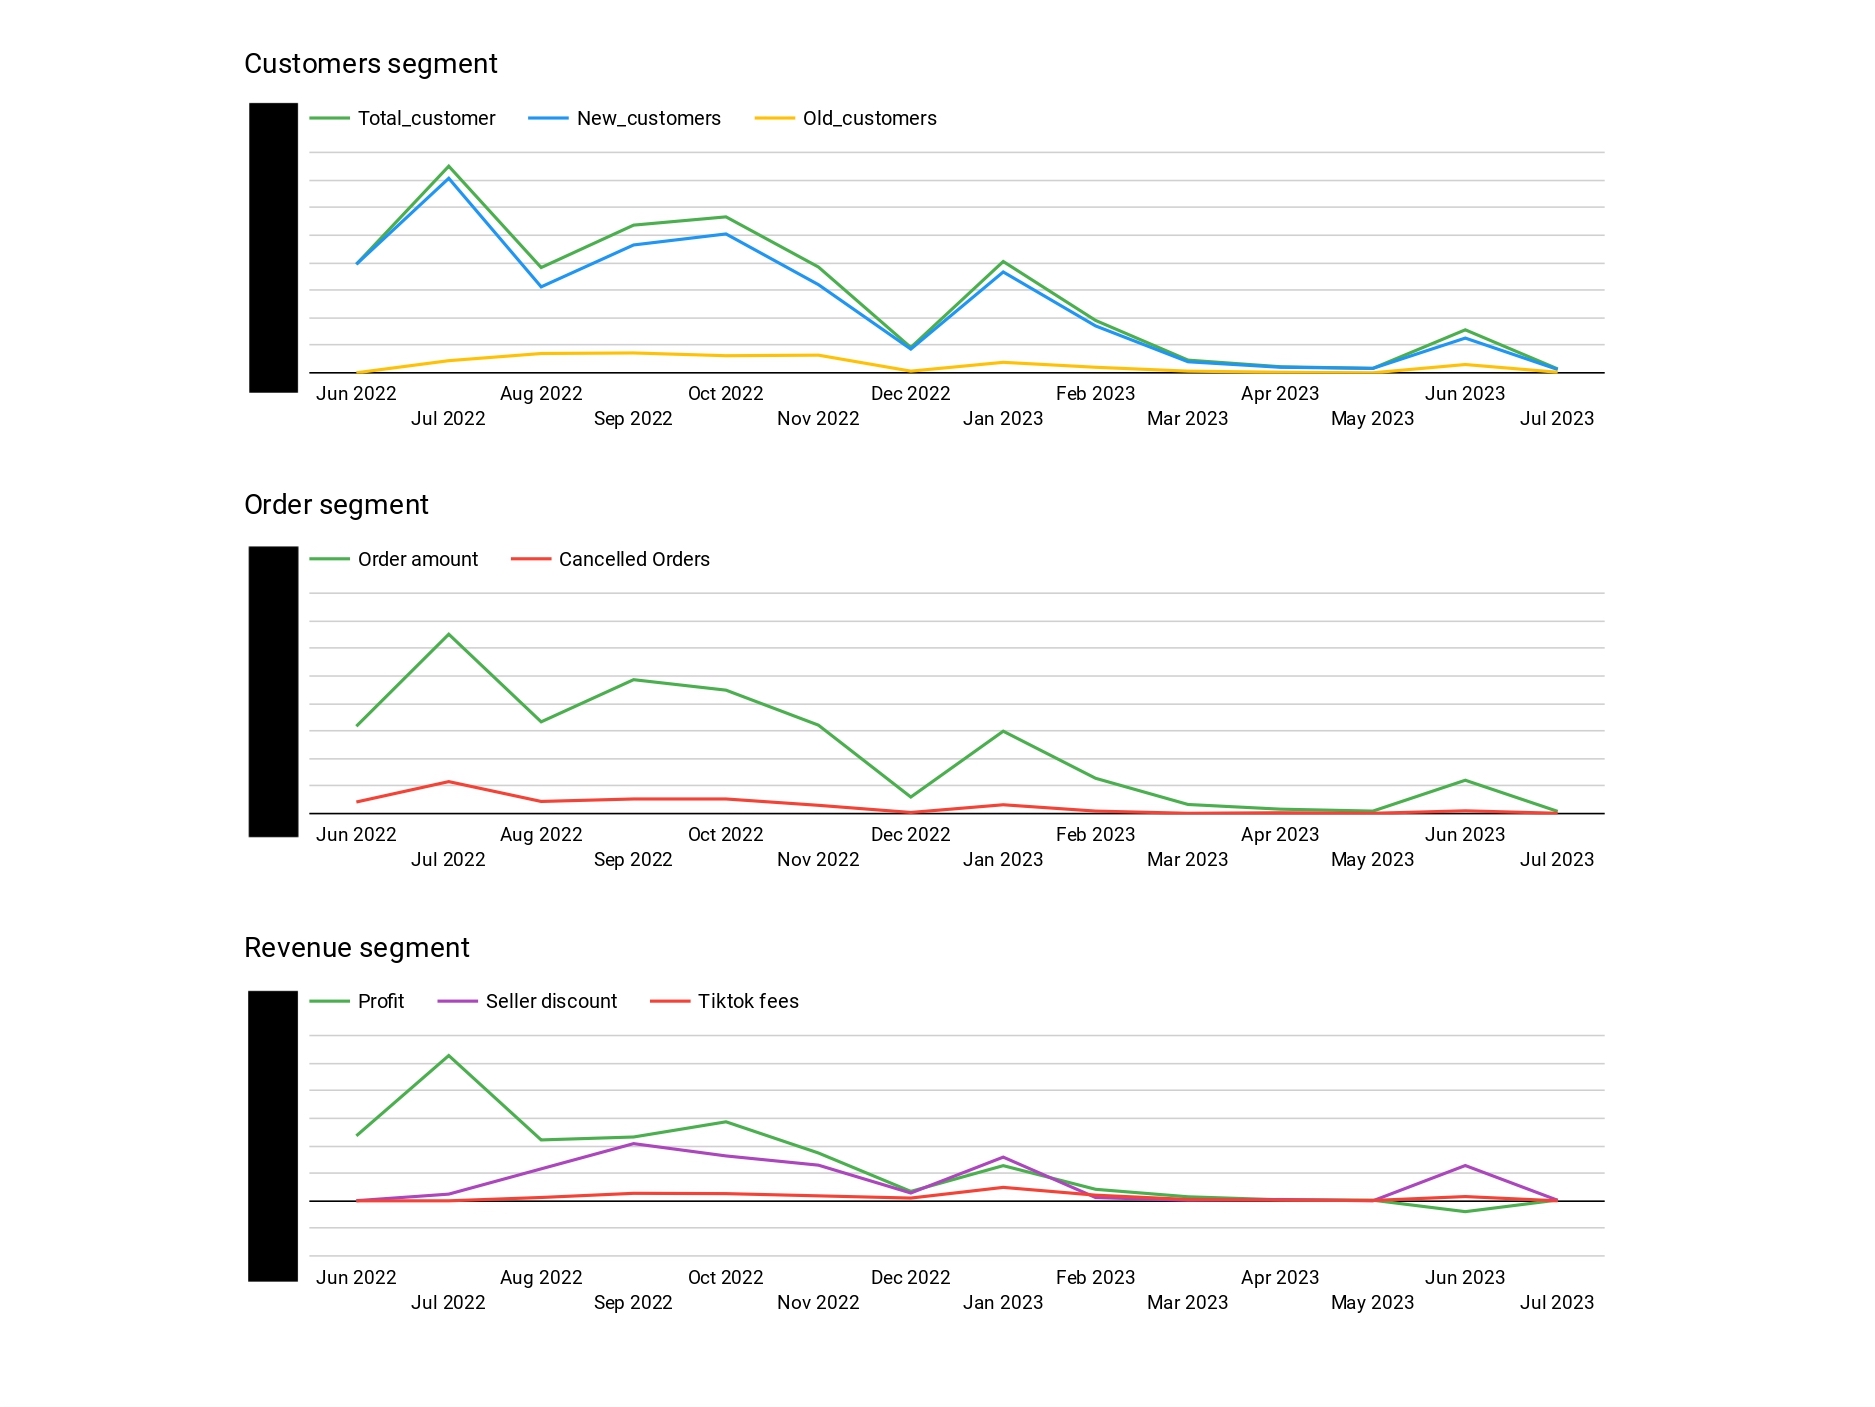 Customers segment
Total_customer New_customers Old_customers
Jun 2022 Aug 2022 Oct 2022 Dec 2022 Feb 2023 Apr 2023 Jun 2023
Jul 2022 Sep 2022 Nov 2022 Jan 2023 Mar 2023 May 2023 Jul 2023
Order segment
Order amount Cancelled Orders
Jun 2022 Aug 2022 Oct 2022 Dec 2022 Feb 2023 Apr 2023 Jun 2023
Jul 2022 Sep 2022 Nov 2022 Jan 2023 Mar 2023 May 2023 Jul 2023
Revenue segment
Profit Seller discount Tiktok fees
Jun 2022 Aug 2022 Oct 2022 Dec 2022 Feb 2023 Apr 2023 Jun 2023
Jul 2022 Sep 2022 Nov 2022 Jan 2023 Mar 2023 May 2023 Jul 2023